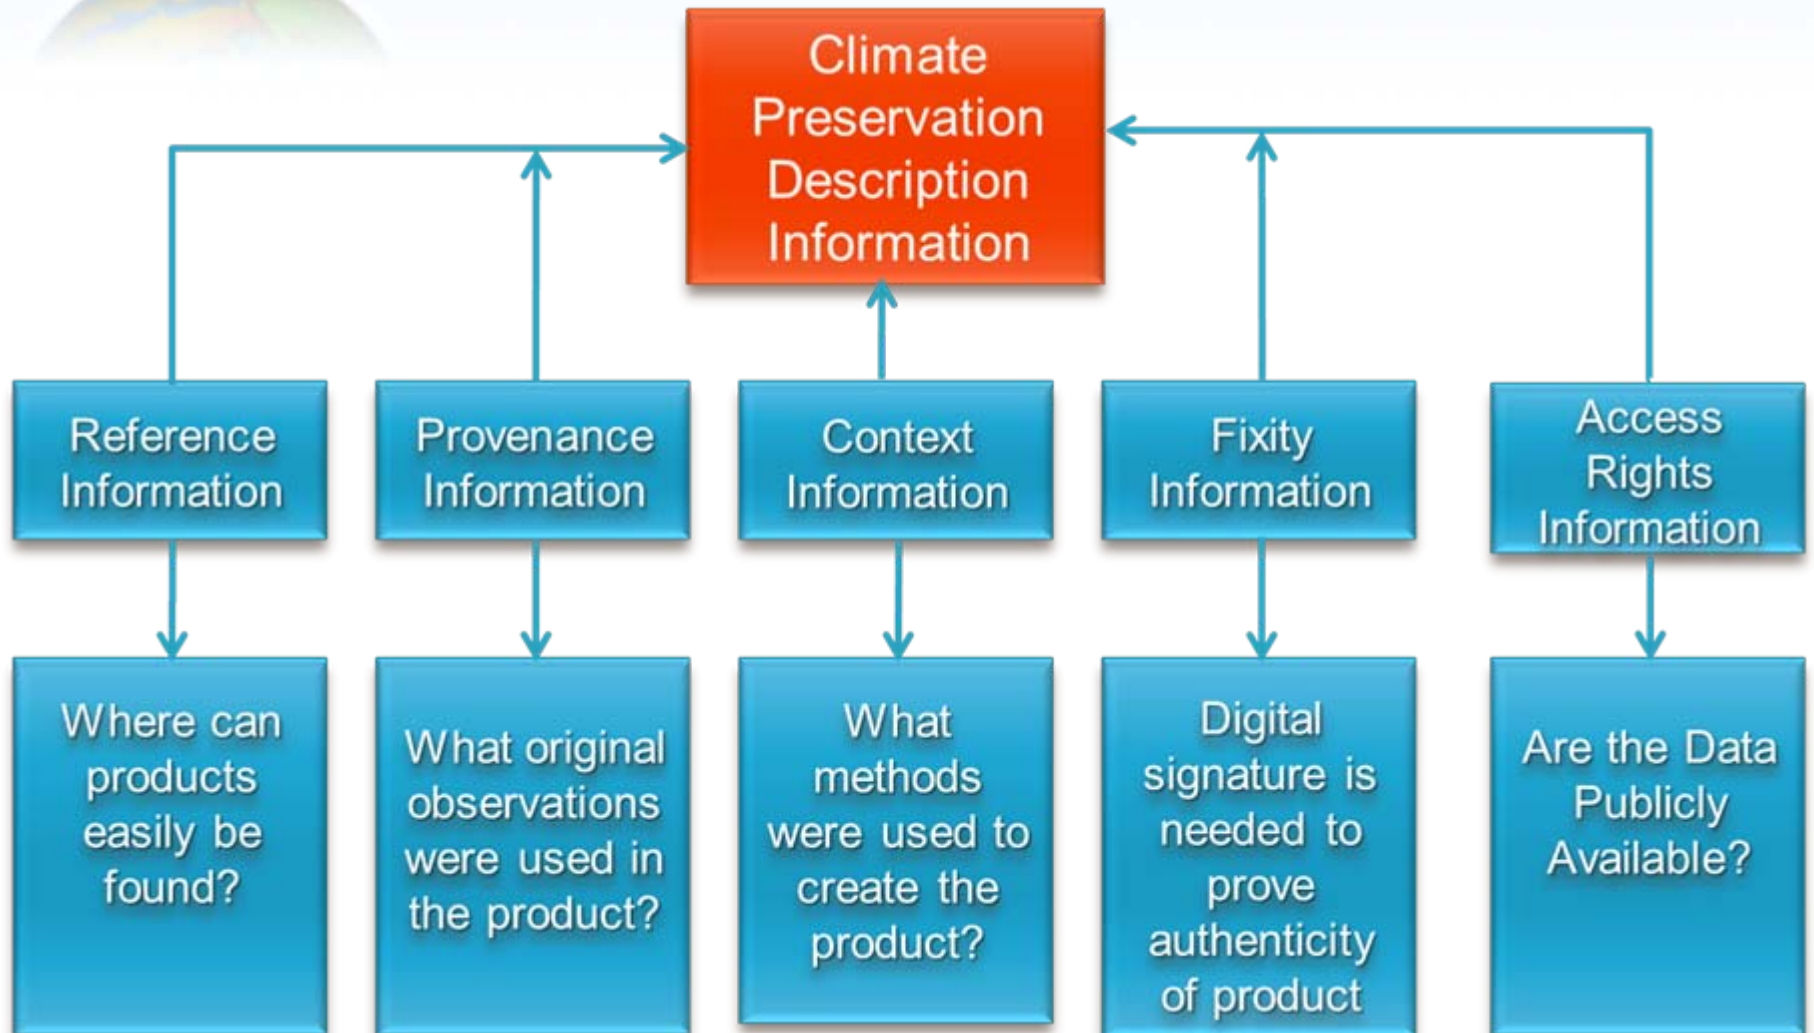 Climate
Preservation
Description
Information
Reference
Information
Provenance
Information
Context
Information
Fixity
Information
Access
Rights
Information
Where can
products
easily be
found?
What original
observations
were used in
the product?
What
methods
were used to
create the
product?
Digital
signature is
needed to
prove
authenticity
of product
Are the Data
Publicly
Available?